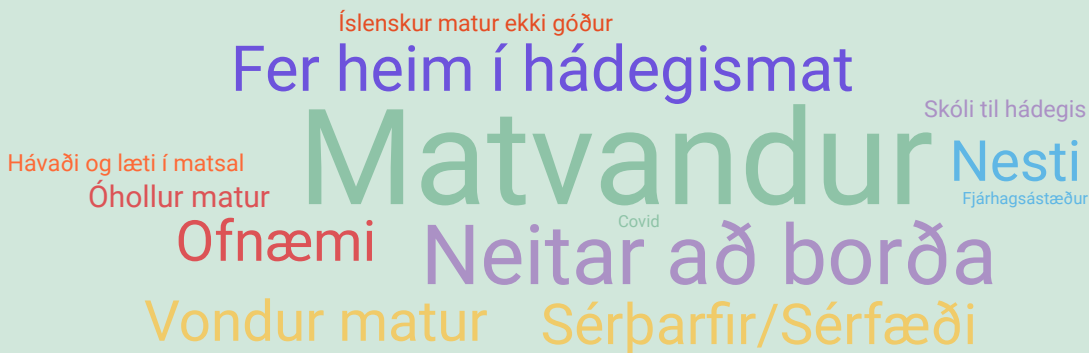 Íslenskur matur ekki góður
Fer heim í hádegismat
Skóli til hádegis
Matvandur
Nesti
Hávaði og læti í matsal
Óhollur matur
Fjárhagsástæður
Covid
Ofnæmi
Neitar að borða
Vondur matur
Sérþarfir/Sérfæði